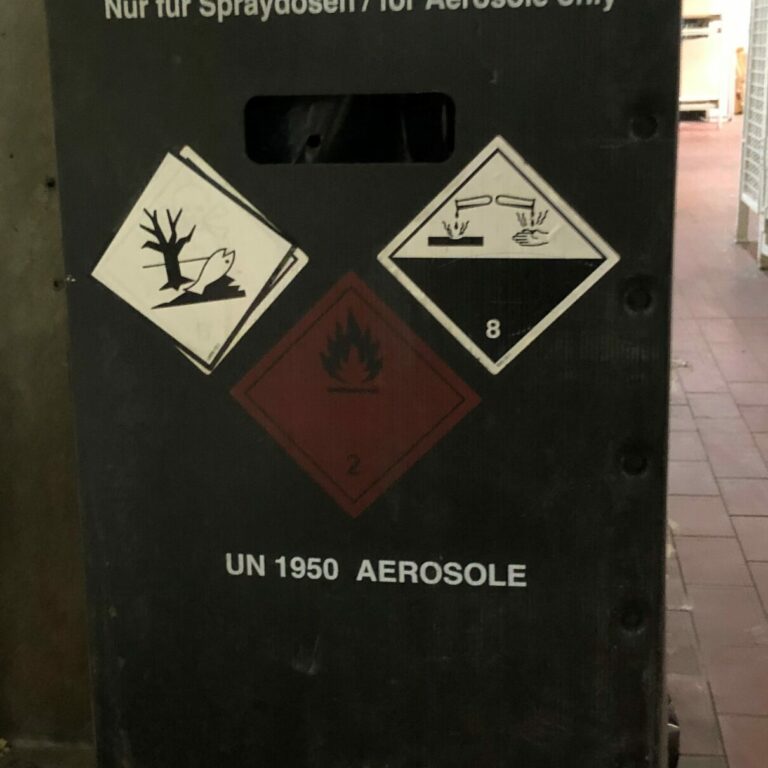 Nur für Spraydosen / for Aerosole Only
8
2
UN 1950 AEROSOLE